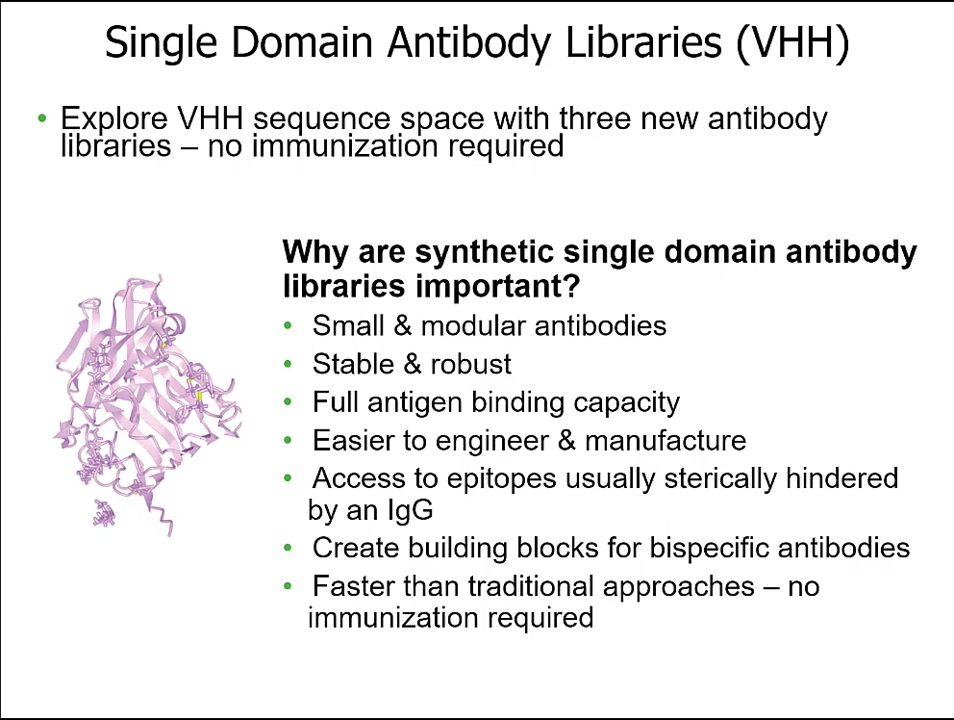 Single Domain Antibody Libraries (VHH)
• Explore VHH sequence space with three new antibody
libraries – no immunization required
Why are synthetic single domain antibody
libraries important?
• Small & modular antibodies
• Stable & robust
• Full antigen binding capacity
• Easier to engineer & manufacture
• Access to epitopes usually sterically hindered
by an IgG
• Create building blocks for bispecific antibodies
• Faster than traditional approaches – no
immunization required